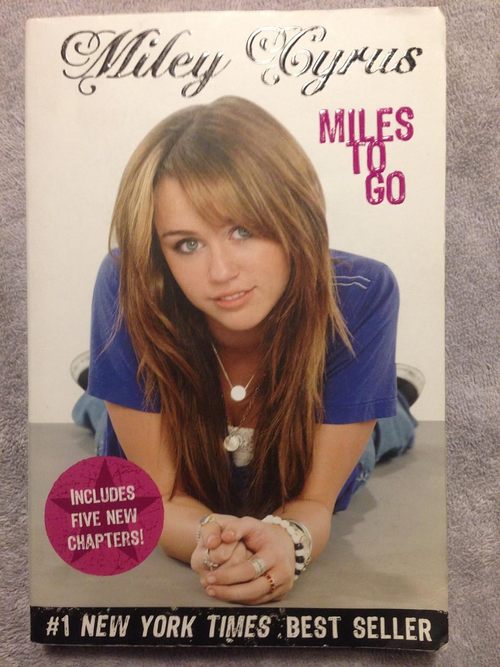 Miley Cyrus
MILES
TO
GO
INCLUDES
FIVE NEW
CHAPTERS!
#1 NEW YORK TIMES BEST SELLER